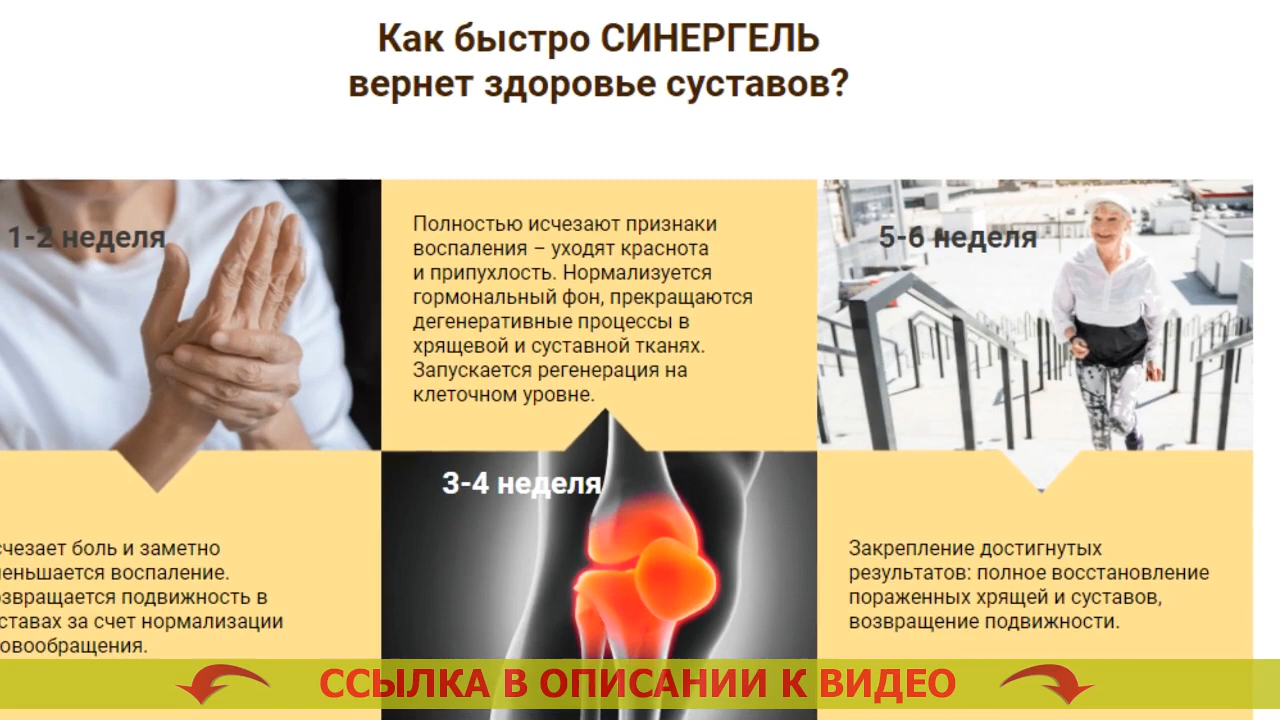 Как быстро СИНЕРГЕЛЬ
вернет здоровье суставов?
1-2 неделя
чезает боль и заметно
еньшается воспаление.
звращается подвижность в
ставах за счет нормализации
овообращения.
Полностью исчезают признаки
воспаления – уходят краснота
и припухлость. Нормализуется
гормональный фон, прекращаются
дегенеративные процессы в
хрящевой и суставной тканях.
Запускается регенерация на
клеточном уровне.
3-4 неделя
5-6 неделя
Закрепление достигнутых
результатов: полное восстановление
пораженных хрящей и суставов,
возвращение подвижности.
ССЫЛКА В ОПИСАНИИ К ВИДЕО